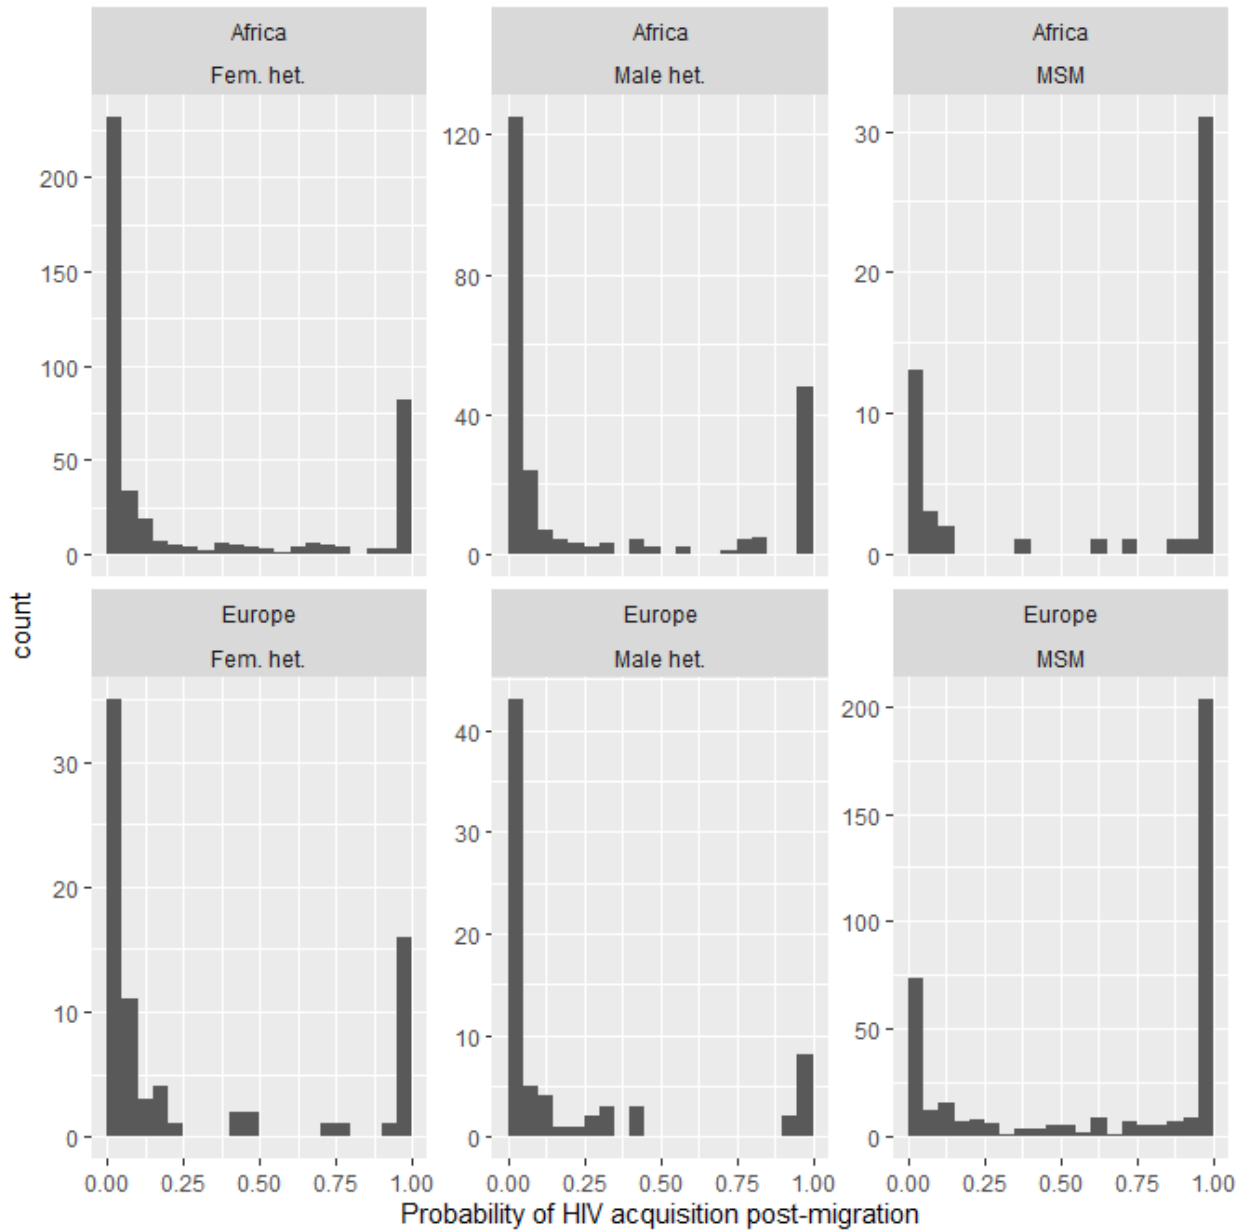 Africa
Fem. het.
Africa
Male het.
Africa
MSM
200
150
100
50
0
120
80
40
0
30
20
10
0
count
Europe
Fem. het.
Europe
Male het.
Europe
MSM
30
20
10
0
40
30
20
10
0
200
150
100
50
0
0.00 0.25 0.50 0.75 1.00
0.00 0.25 0.50 0.75 1.00
0.00 0.25 0.50 0.75 1.00
Probability of HIV acquisition post-migration